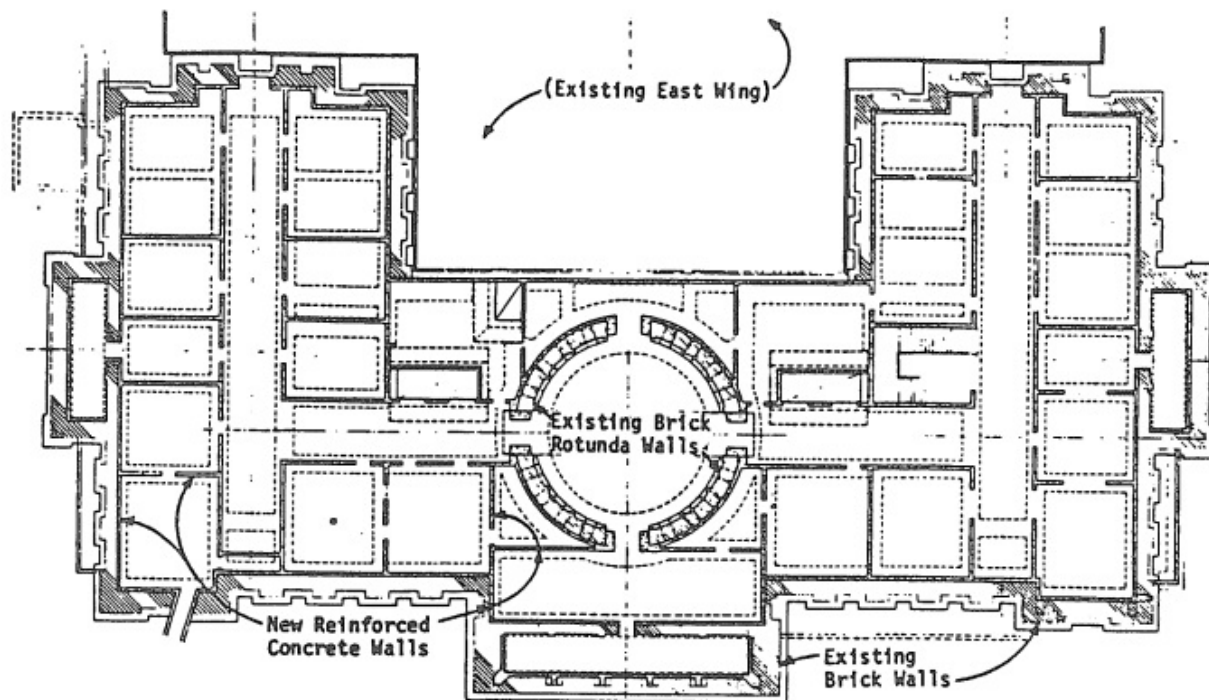 (Existing East Wing)
Existing Brick
Rotunda Walls
New Reinforced
Concrete Walls
Existing
Brick Walls